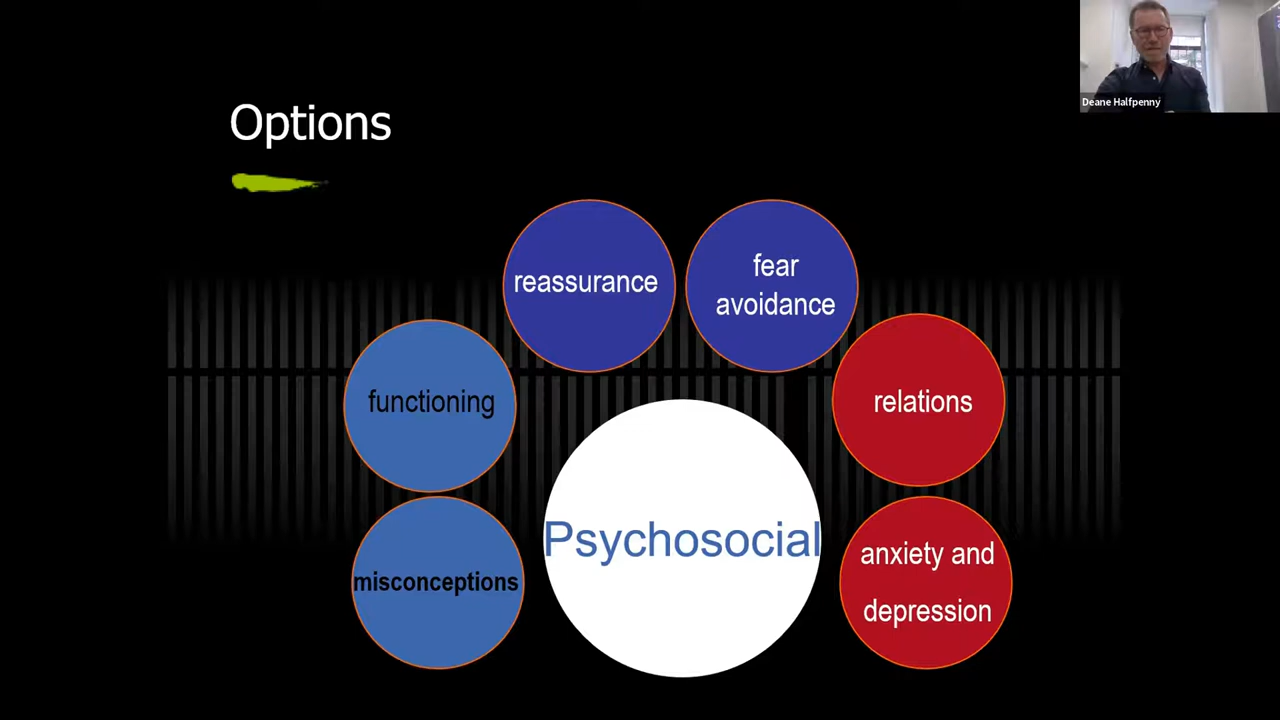 Deane Halfpenny
Options
reassurance
fear
avoidance
functioning
relations
Psychosocial
misconceptions
anxiety and
depression